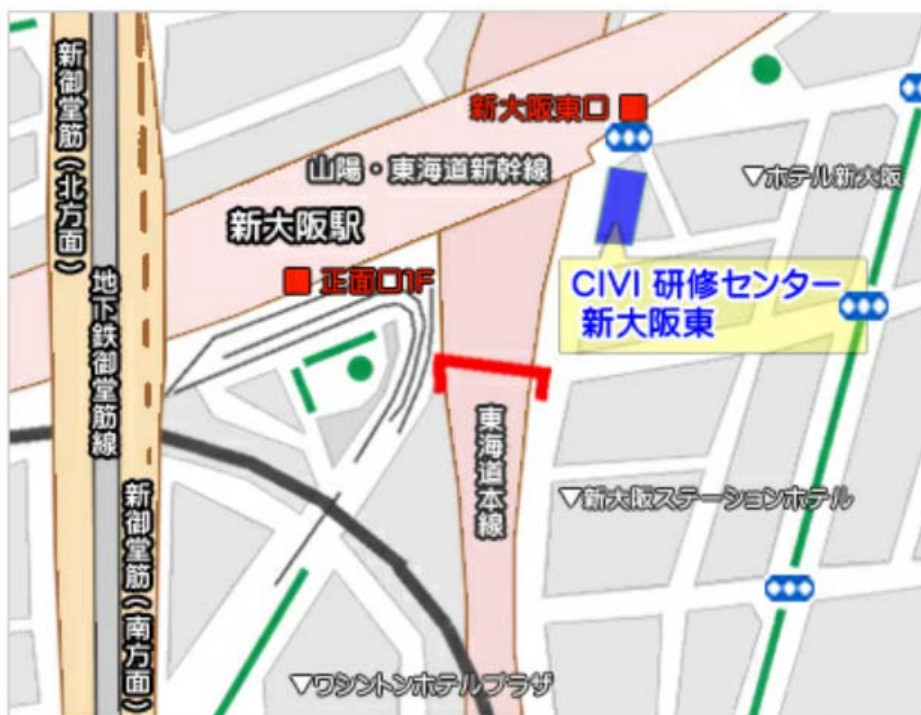 新御堂筋(北方面)
地下鉄御堂筋線
新御堂筋(南方面)
新大阪東口
山陽・東海道新幹線
新大阪駅
正面口1F
▽ホテル新大阪
CIVI 研修センター
新大阪東
東海道本線
▽新大阪ステーションホテル
▽ワシントンホテルプラザ